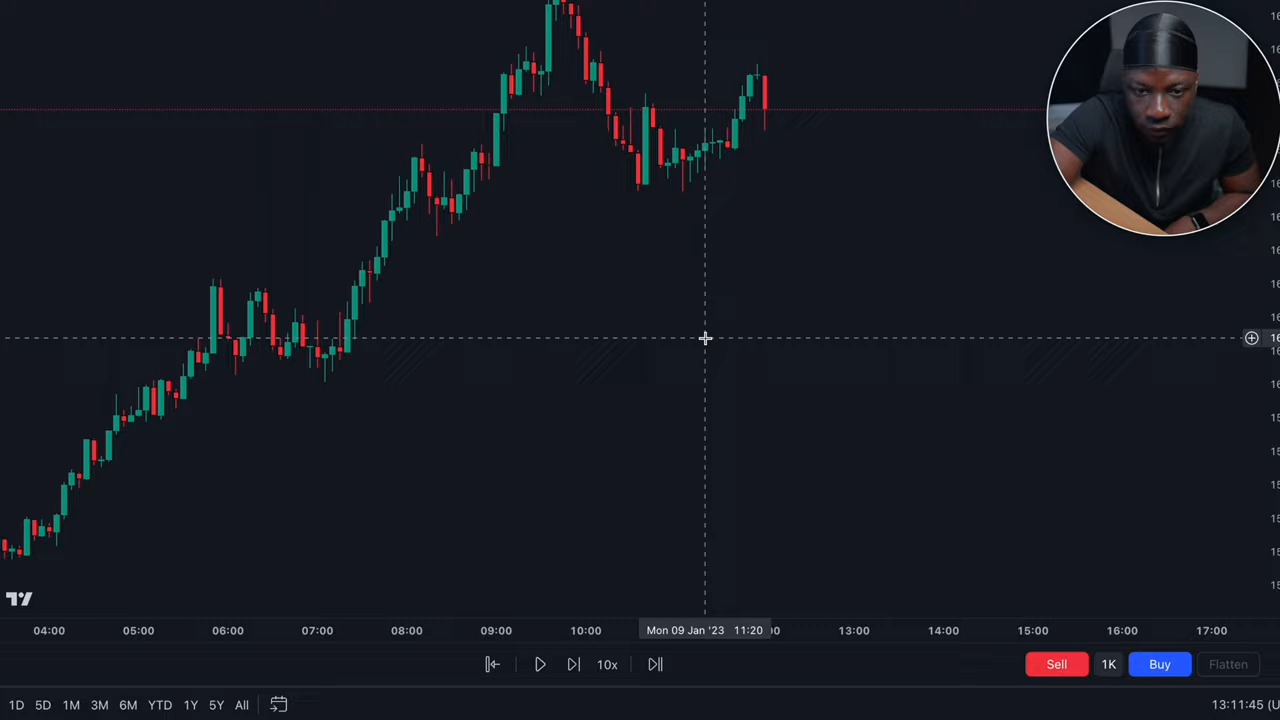 Mon 09 Jan '23 11:20
04:00 05:00 06:00 07:00 08:00 09:00 10:00 13:00 14:00 15:00 16:00 17:00
10x
Sell 1K Buy Flatten
1D 5D 1M 3M 6M YTD 1Y 5Y All
13:11:45